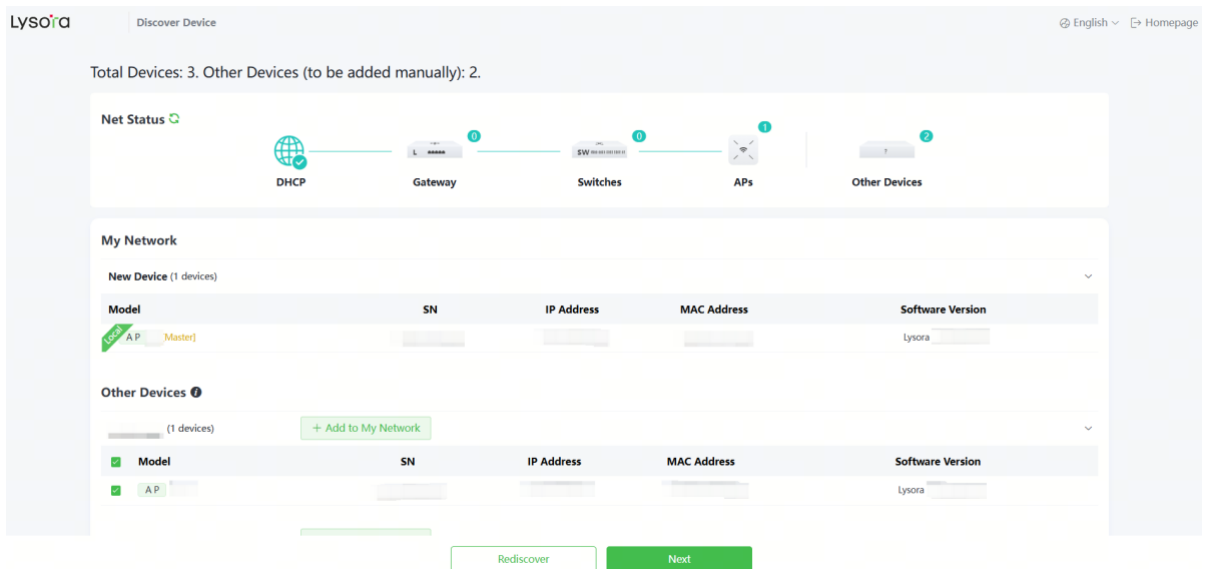 Lysora
Discover Device
English
Homepage
Total Devices: 3. Other Devices (to be added manually): 2.
Net Status
0
0
1
2
L
SW
?
DHCP
Gateway
Switches
APs
Other Devices
My Network
New Device (1 devices)
Model SN IP Address MAC Address Software Version
Local AP Master] Lysora
Other Devices
(1 devices) + Add to My Network
Model SN IP Address MAC Address Software Version
AP Lysora
Rediscover
Next